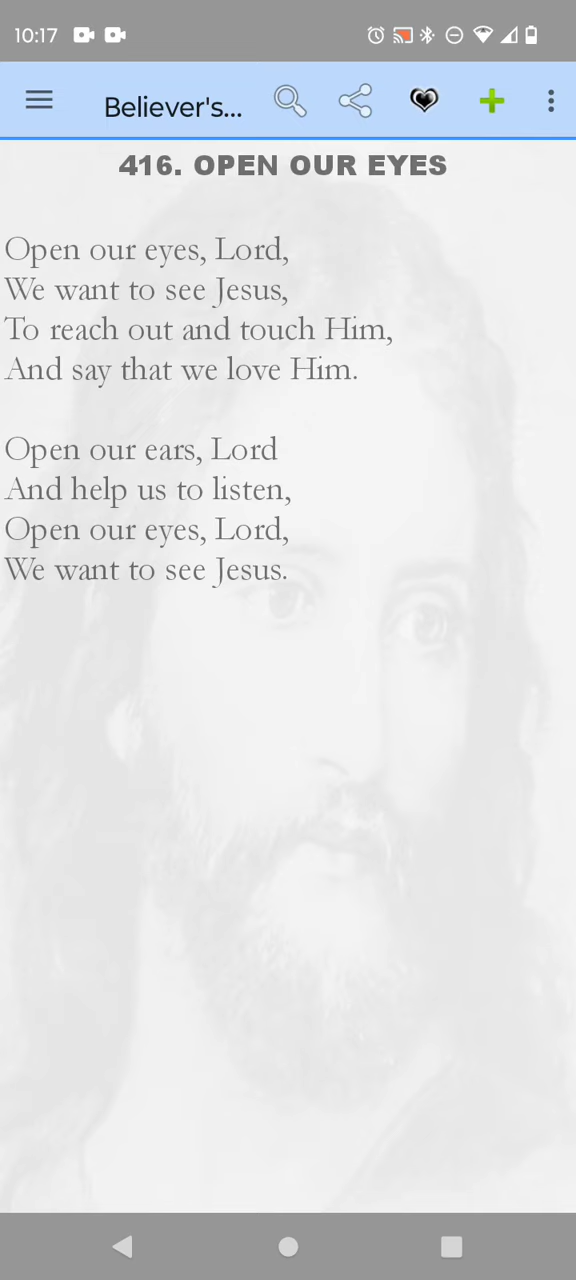 10:17
Believer's...
416. OPEN OUR EYES
Open our eyes, Lord,
We want to see Jesus,
To reach out and touch Him,
And say that we love Him.
Open our ears, Lord
And help us to listen,
Open our eyes, Lord,
We want to see Jesus.